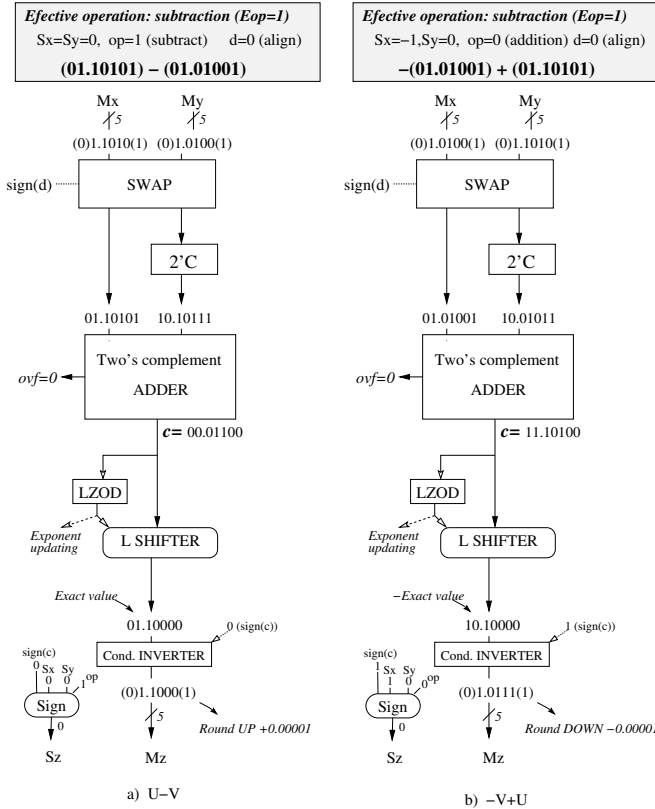 Efective operation: subtraction (Eop=1)
Sx=Sy=0, op=1 (subtract) d=0 (align)
(01.10101) − (01.01001)
Mx My
5 5
(0)1.1010(1) (0)1.0100(1)
sign(d)
SWAP
2'C
01.10101 10.10111
Two's complement
ADDER
ovf=0
c= 00.01100
LZOD
Exponent
updating
L SHIFTER
Exact value
01.10000
0 (sign(c))
Cond. INVERTER
sign(c)
0 Sx Sy
0 0 1 op
Sign
0
Sz
(0)1.1000(1)
5
Round UP +0.00001
Mz
a) U−V
Efective operation: subtraction (Eop=1)
Sx=−1,Sy=0, op=0 (addition) d=0 (align)
−(01.01001) + (01.10101)
Mx My
5 5
(0)1.0100(1) (0)1.1010(1)
sign(d)
SWAP
2'C
01.01001 10.01011
Two's complement
ADDER
ovf=0
c= 11.10100
LZOD
Exponent
updating
L SHIFTER
−Exact value
10.10000
1 (sign(c))
Cond. INVERTER
sign(c)
1 Sx Sy
1 0 0 op
Sign
0
Sz
(0)1.0111(1)
5
Round DOWN −0.00001
Mz
b) −V+U